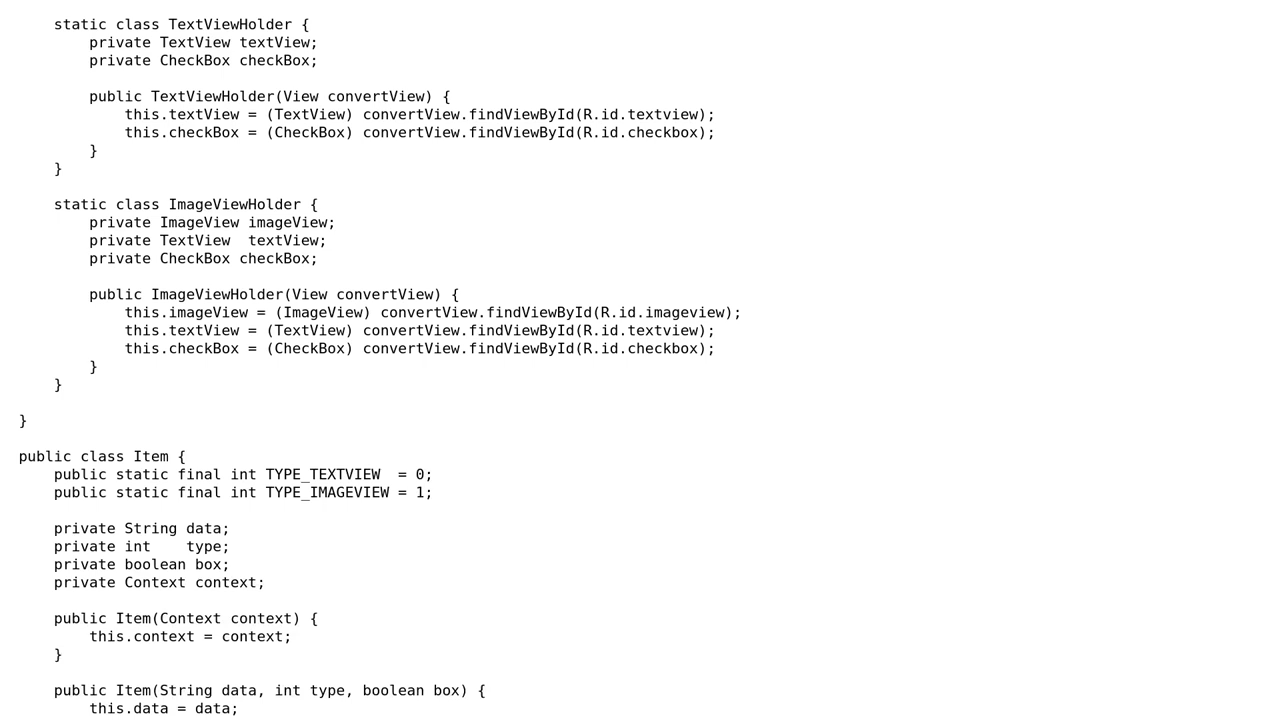 static class TextViewHolder {
        private TextView textView;
        private CheckBox checkBox;

        public TextViewHolder(View convertView) {
            this.textView = (TextView) convertView.findViewById(R.id.textview);
            this.checkBox = (CheckBox) convertView.findViewById(R.id.checkbox);
        }
    }

    static class ImageViewHolder {
        private ImageView imageView;
        private TextView  textView;
        private CheckBox checkBox;

        public ImageViewHolder(View convertView) {
            this.imageView = (ImageView) convertView.findViewById(R.id.imageview);
            this.textView = (TextView) convertView.findViewById(R.id.textview);
            this.checkBox = (CheckBox) convertView.findViewById(R.id.checkbox);
        }
    }

}

public class Item {
    public static final int TYPE_TEXTVIEW  = 0;
    public static final int TYPE_IMAGEVIEW = 1;

    private String data;
    private int    type;
    private boolean box;
    private Context context;

    public Item(Context context) {
        this.context = context;
    }

    public Item(String data, int type, boolean box) {
        this.data = data;